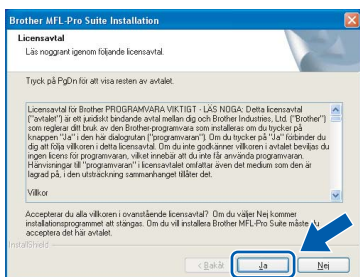 Brother MFL-Pro Suite Installation
Licensavtal
Läs noggrant igenom följande licensavtal.
Tryck på PgDn för att visa resten av avtalet.
Licensavtal för Brother PROGRAMVARA VIKTIGT - LÄS NOGA: Detta licensavtal
("avtalet") är ett juridiskt bindande avtal mellan dig och Brother Industries, Ltd. ("Brother")
som reglerar ditt bruk av den Brother-programvara som installeras om du trycker på
knappen "Ja" i den här dialogrutan ("programvaran"). Om du trycker på "Ja" förbinder du
dig att följa villkoren i detta licensavtal. Om du inte godkänner villkoren i avtalet beviljas du
ingen licens för programvaran, vilket innebär att du inte får använda programvaran.
Hänvisningar till "programvaran" i licensavtalet omfattar även det medium som den är
lagrad på, i den utsträckning sammanhanget tillåter det.
Villkor
Accepterar du alla villkoren i ovanstående licensavtal? Om du väljer Nej kommer
installationsprogrammet att stängas. Om du vill installera Brother MFL-Pro Suite måste du
acceptera det här avtalet.
InstallShield
< Bakåt
Ja
Nej